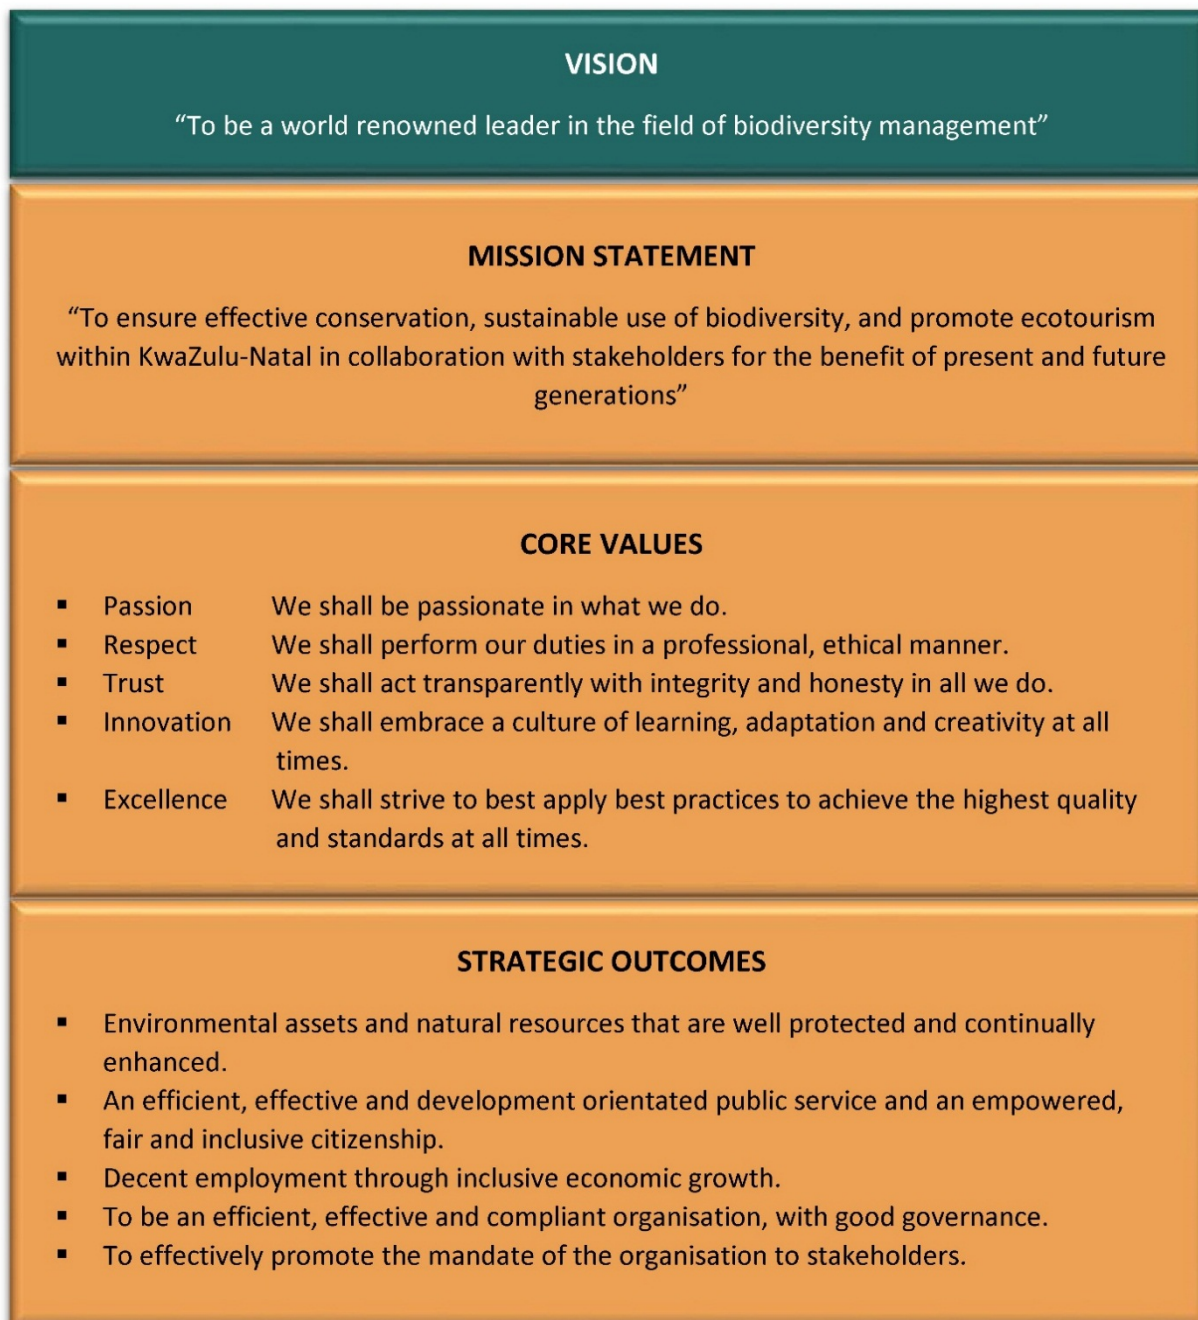 VISION
“To be a world renowned leader in the field of biodiversity management”
MISSION STATEMENT
“To ensure effective conservation, sustainable use of biodiversity, and promote ecotourism
within KwaZulu-Natal in collaboration with stakeholders for the benefit of present and future
generations”
CORE VALUES
▪ Passion We shall be passionate in what we do.
▪ Respect We shall perform our duties in a professional, ethical manner.
▪ Trust We shall act transparently with integrity and honesty in all we do.
▪ Innovation We shall embrace a culture of learning, adaptation and creativity at all
times.
▪ Excellence We shall strive to best apply best practices to achieve the highest quality
and standards at all times.
STRATEGIC OUTCOMES
▪ Environmental assets and natural resources that are well protected and continually
enhanced.
▪ An efficient, effective and development orientated public service and an empowered,
fair and inclusive citizenship.
▪ Decent employment through inclusive economic growth.
▪ To be an efficient, effective and compliant organisation, with good governance.
▪ To effectively promote the mandate of the organisation to stakeholders.